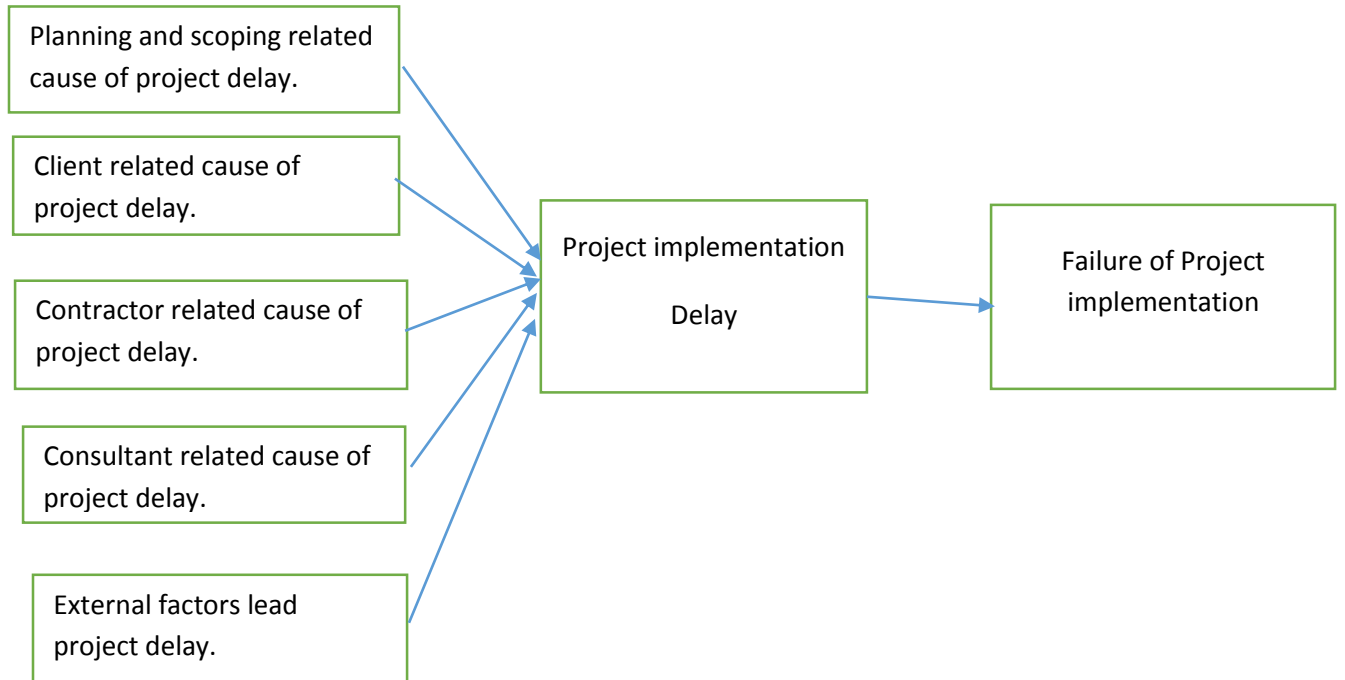 Planning and scoping related
cause of project delay.
Client related cause of
project delay.
Contractor related cause of
project delay.
Consultant related cause of
project delay.
External factors lead
project delay.
Project implementation
Delay
Failure of Project
implementation